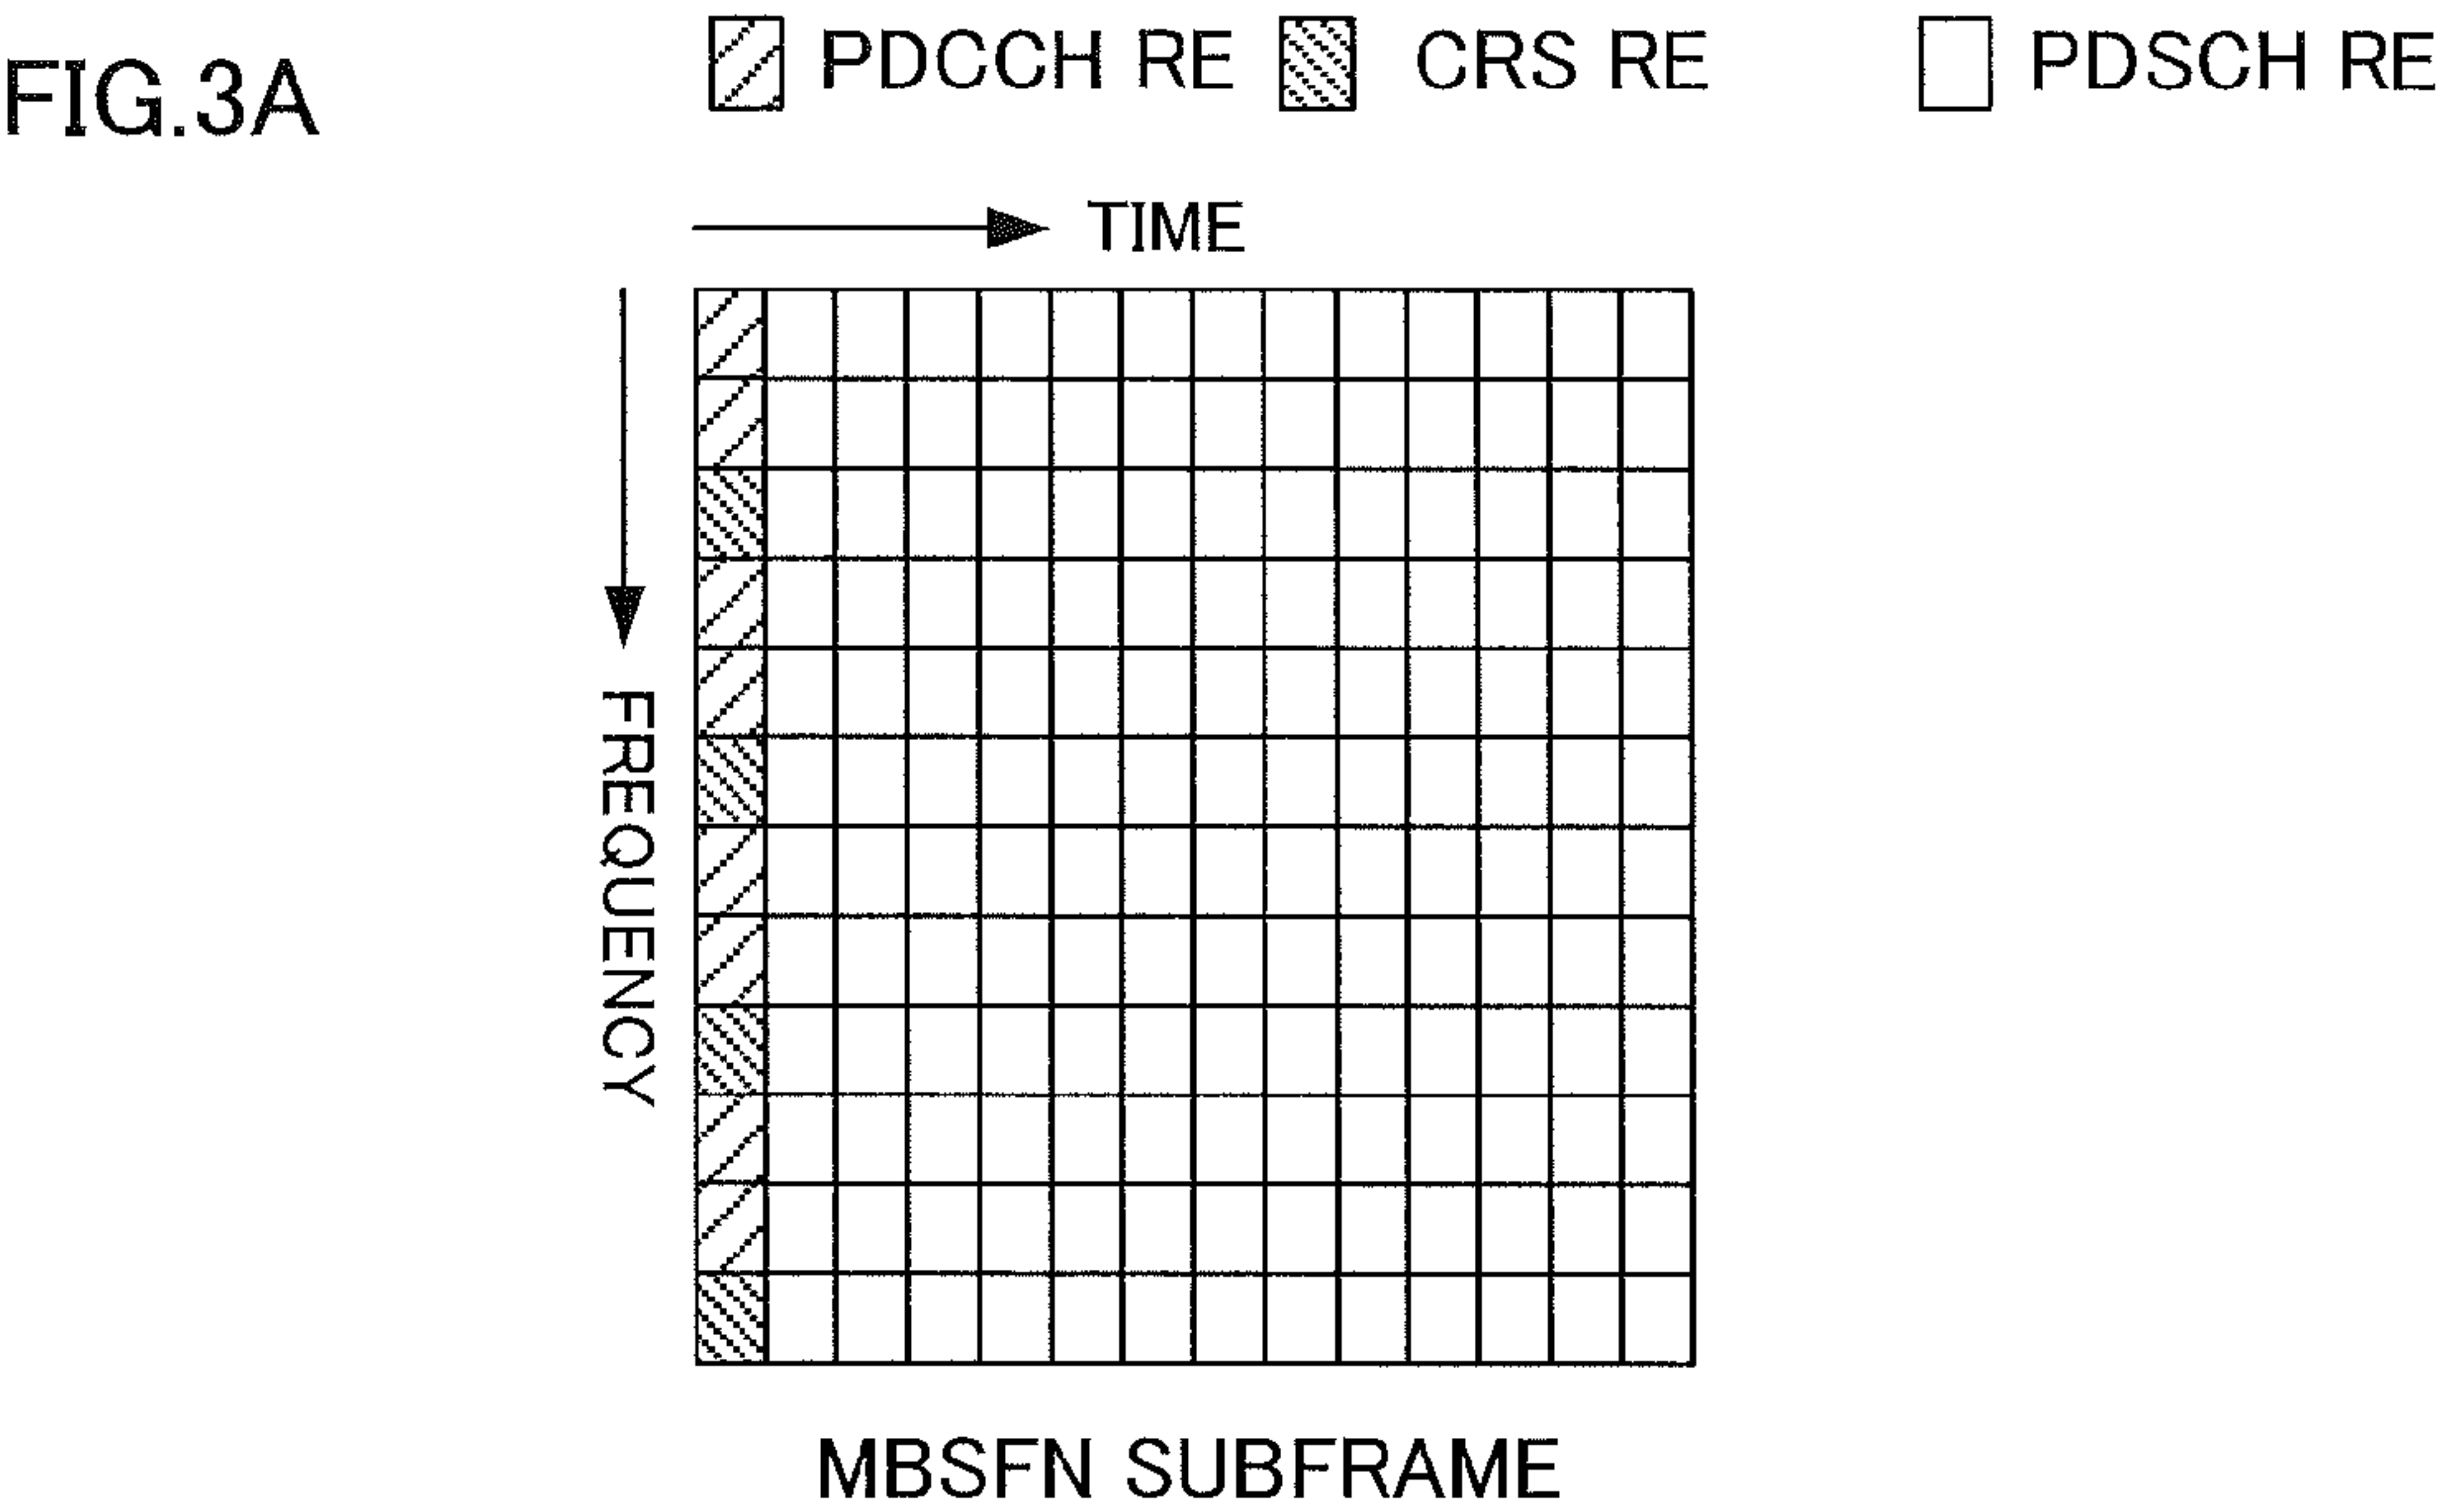 FIG.3A
PDCCH RE CRS RE PDSCH RE
TIME
FREQUENCY
MBSFN SUBFRAME